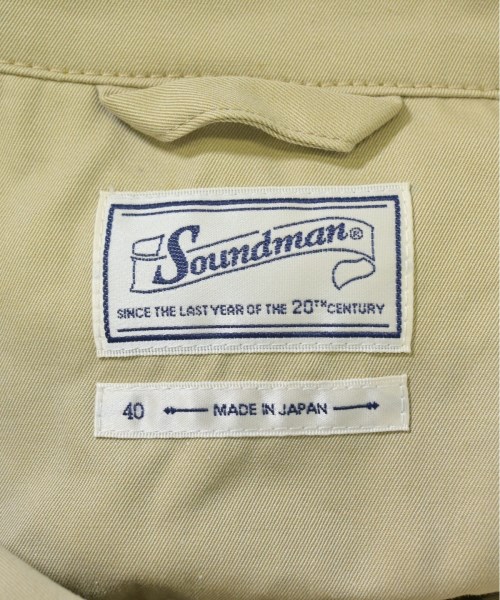 Soundman®
SINCE THE LAST YEAR OF THE 20TH CENTURY
40 MADE IN JAPAN